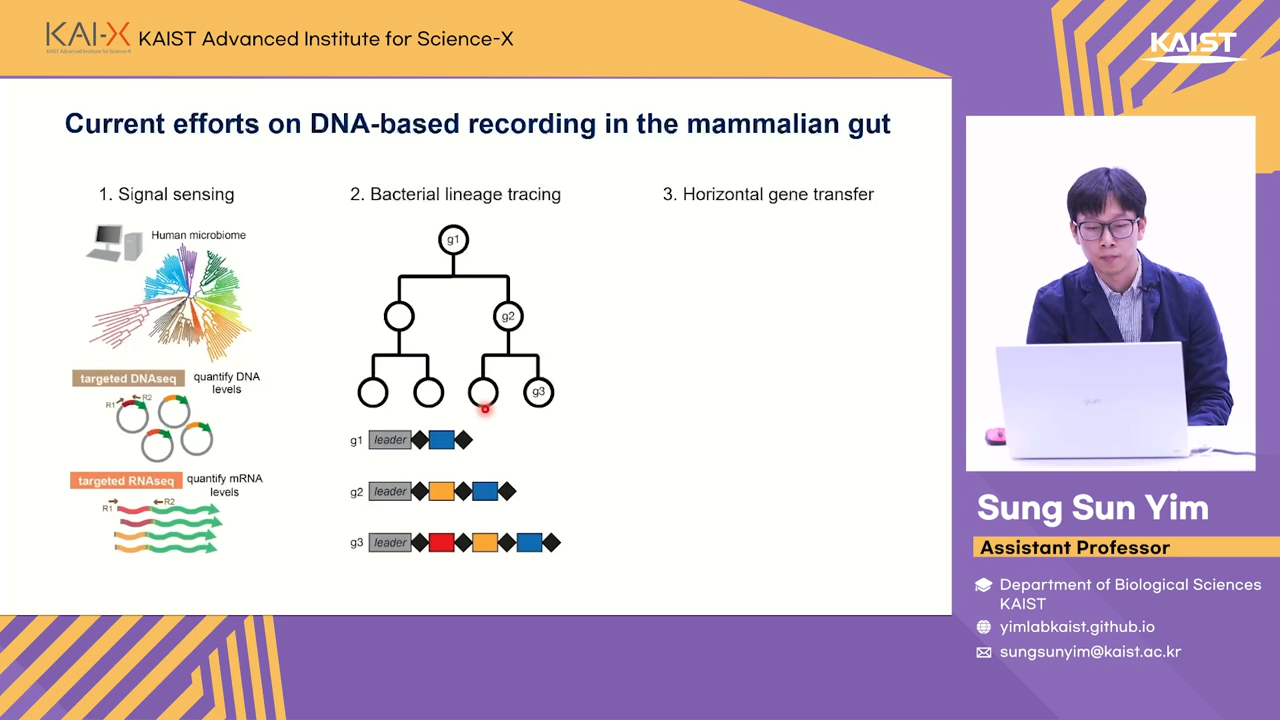 KAI-X
KAIST Advanced Institute for Science-X
KAIST Advanced Institute for Science-X
KAIST
Current efforts on DNA-based recording in the mammalian gut
1. Signal sensing
Human microbiome
targeted DNAseq
quantify DNA
levels
R1
R2
targeted RNAseq
quantify mRNA
levels
R1
R2
2. Bacterial lineage tracing
g1
g2
g3
g1 leader
g2 leader
g3 leader
3. Horizontal gene transfer
gram
Sung Sun Yim
Assistant Professor
Department of Biological Sciences
KAIST
yimlabkaist.github.io
sungsunyim@kaist.ac.kr